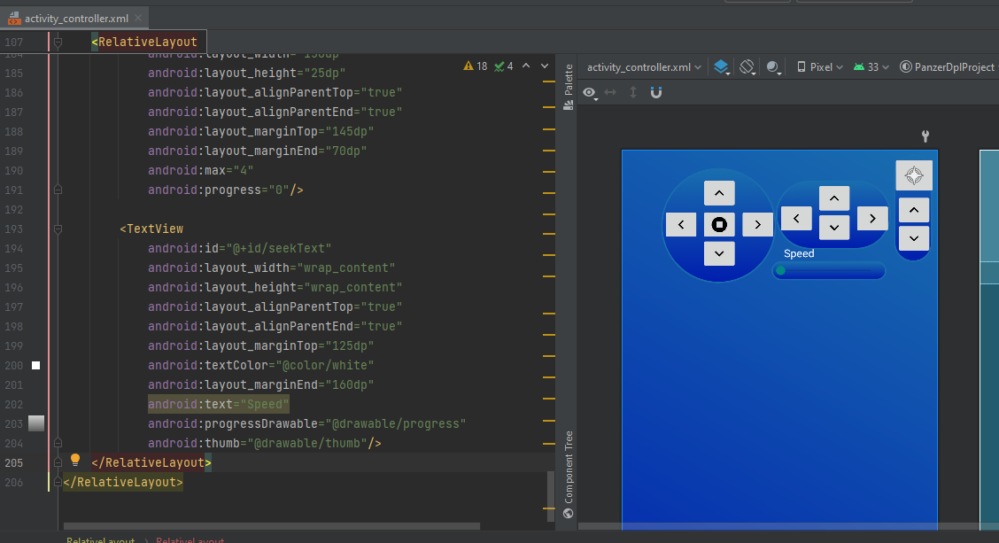 activity_controller.xml
107 <RelativeLayout
184 android:layout_width="150dp"
185 android:layout_height="25dp"
186 android:layout_alignParentTop="true"
187 android:layout_alignParentEnd="true"
188 android:layout_marginTop="145dp"
189 android:layout_marginEnd="70dp"
190 android:max="4"
191 android:progress="0"/>
192
193 <TextView
194 android:id="@+id/seekText"
195 android:layout_width="wrap_content"
196 android:layout_height="wrap_content"
197 android:layout_alignParentTop="true"
198 android:layout_alignParentEnd="true"
199 android:layout_marginTop="125dp"
200 android:textColor="@color/white"
201 android:layout_marginEnd="160dp"
202 android:text="Speed"
203 android:progressDrawable="@drawable/progress"
204 android:thumb="@drawable/thumb"/>
205 </RelativeLayout>
206 </RelativeLayout>
18 4
RelativeLayout > RelativeLayout
Palette
Component Tree
activity_controller.xml Pixel 33 PanzerDplProject
Speed